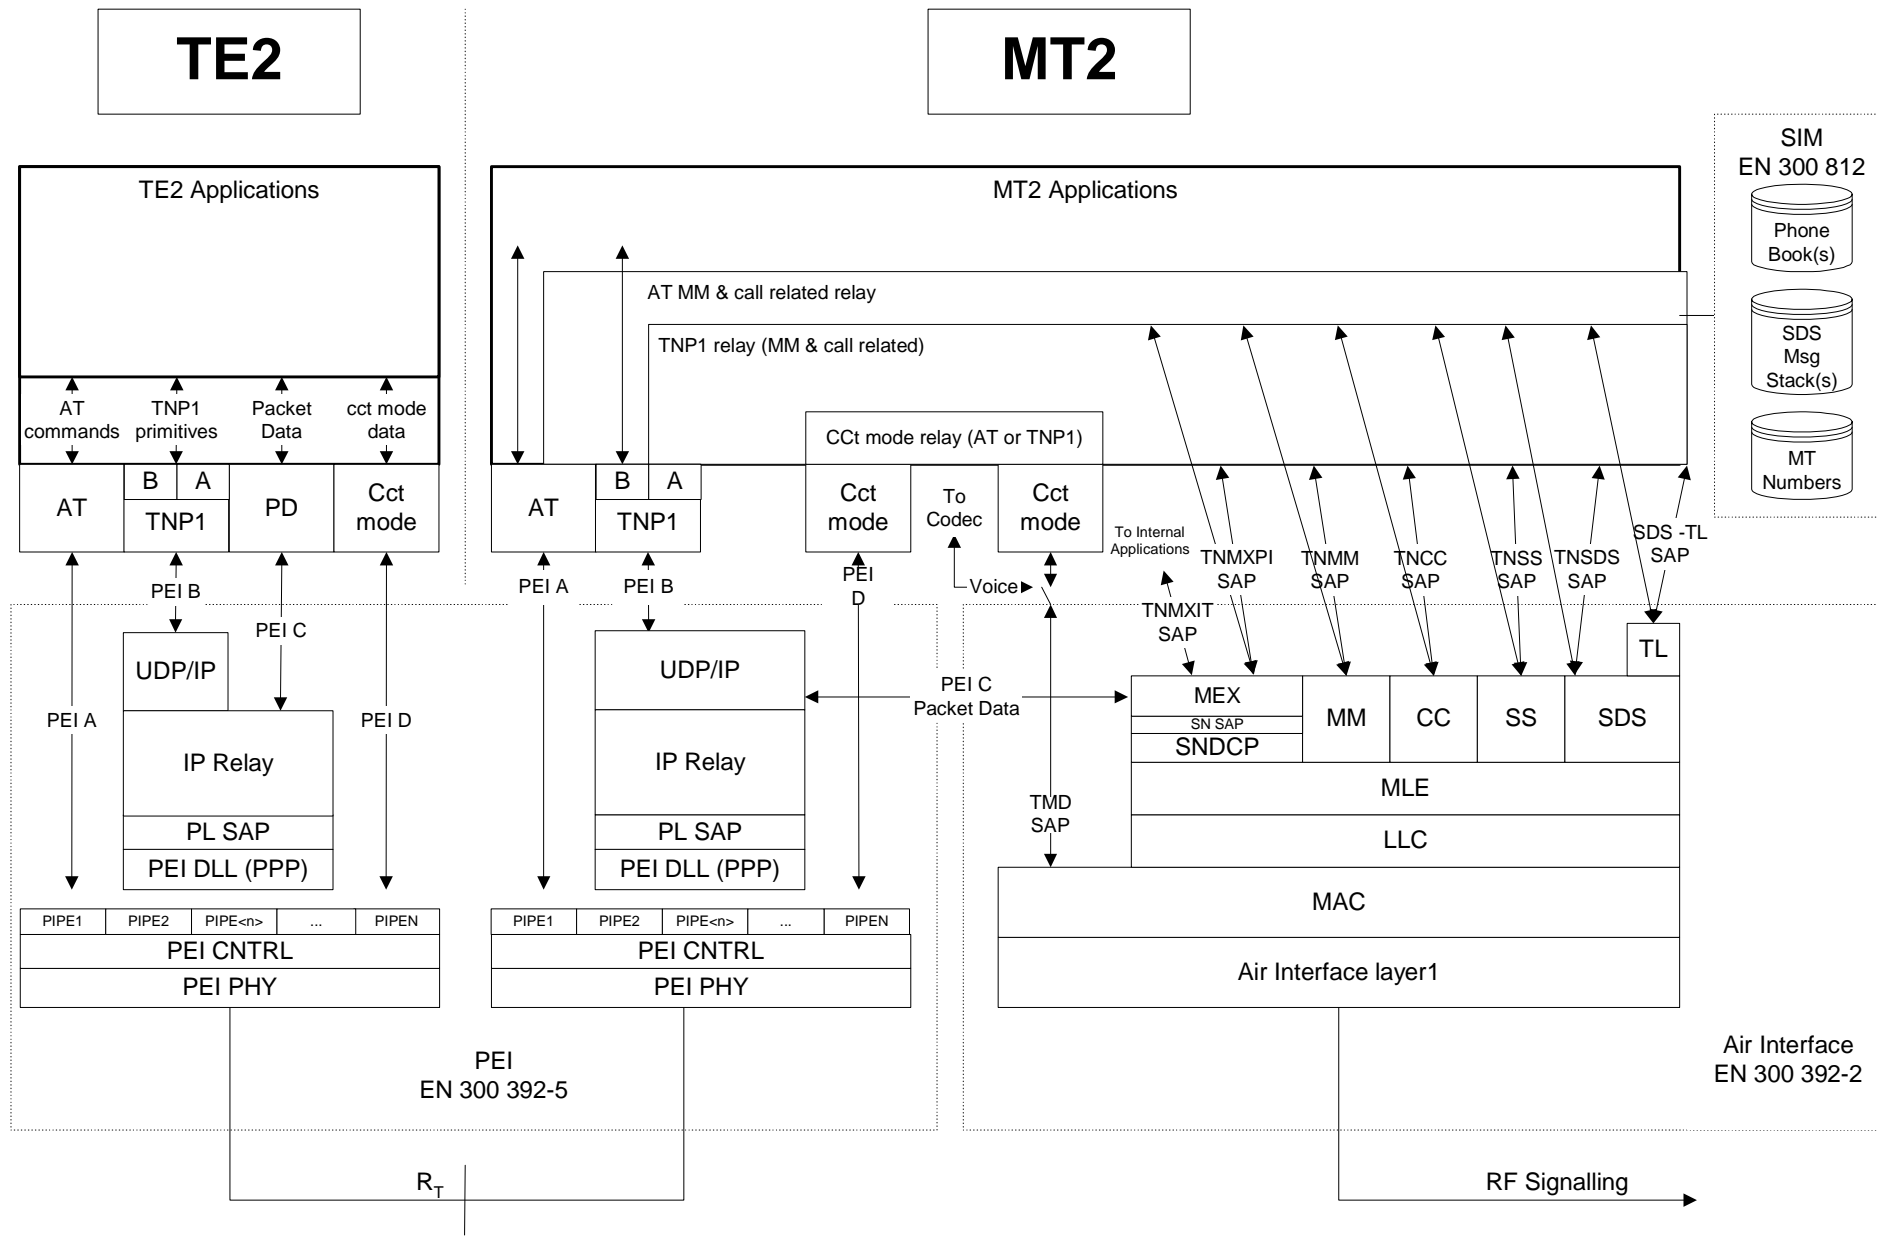 TE2
MT2
SIM
EN 300 812
Phone
Book(s)
SDS
Msg
Stack(s)
MT
Numbers
TE2 Applications
AT
commands
TNP1
primitives
Packet
Data
cct mode
data
AT
B
A
TNP1
PD
Cct
mode
MT2 Applications
AT MM & call related relay
TNP1 relay (MM & call related)
CCt mode relay (AT or TNP1)
AT
B
A
TNP1
Cct
mode
To
Codec
Cct
mode
To Internal
Applications
TNMXPI
SAP
TNMM
SAP
TNCC
SAP
TNSS
SAP
TNSDS
SAP
SDS -TL
SAP
PEI B
PEI C
PEI A
PEI D
UDP/IP
IP Relay
PL SAP
PEI DLL (PPP)
PIPE1
PIPE2
PIPE<n>
...
PIPEN
PEI CNTRL
PEI PHY
PEI A
PEI B
PEI
D
Voice
UDP/IP
IP Relay
PL SAP
PEI DLL (PPP)
PIPE1
PIPE2
PIPE<n>
...
PIPEN
PEI CNTRL
PEI PHY
PEI C
Packet Data
TNMXIT
SAP
TMD
SAP
TL
MEX
SN SAP
SNDCP
MM
CC
SS
SDS
MLE
LLC
MAC
Air Interface layer1
PEI
EN 300 392-5
Air Interface
EN 300 392-2
RT
RF Signalling